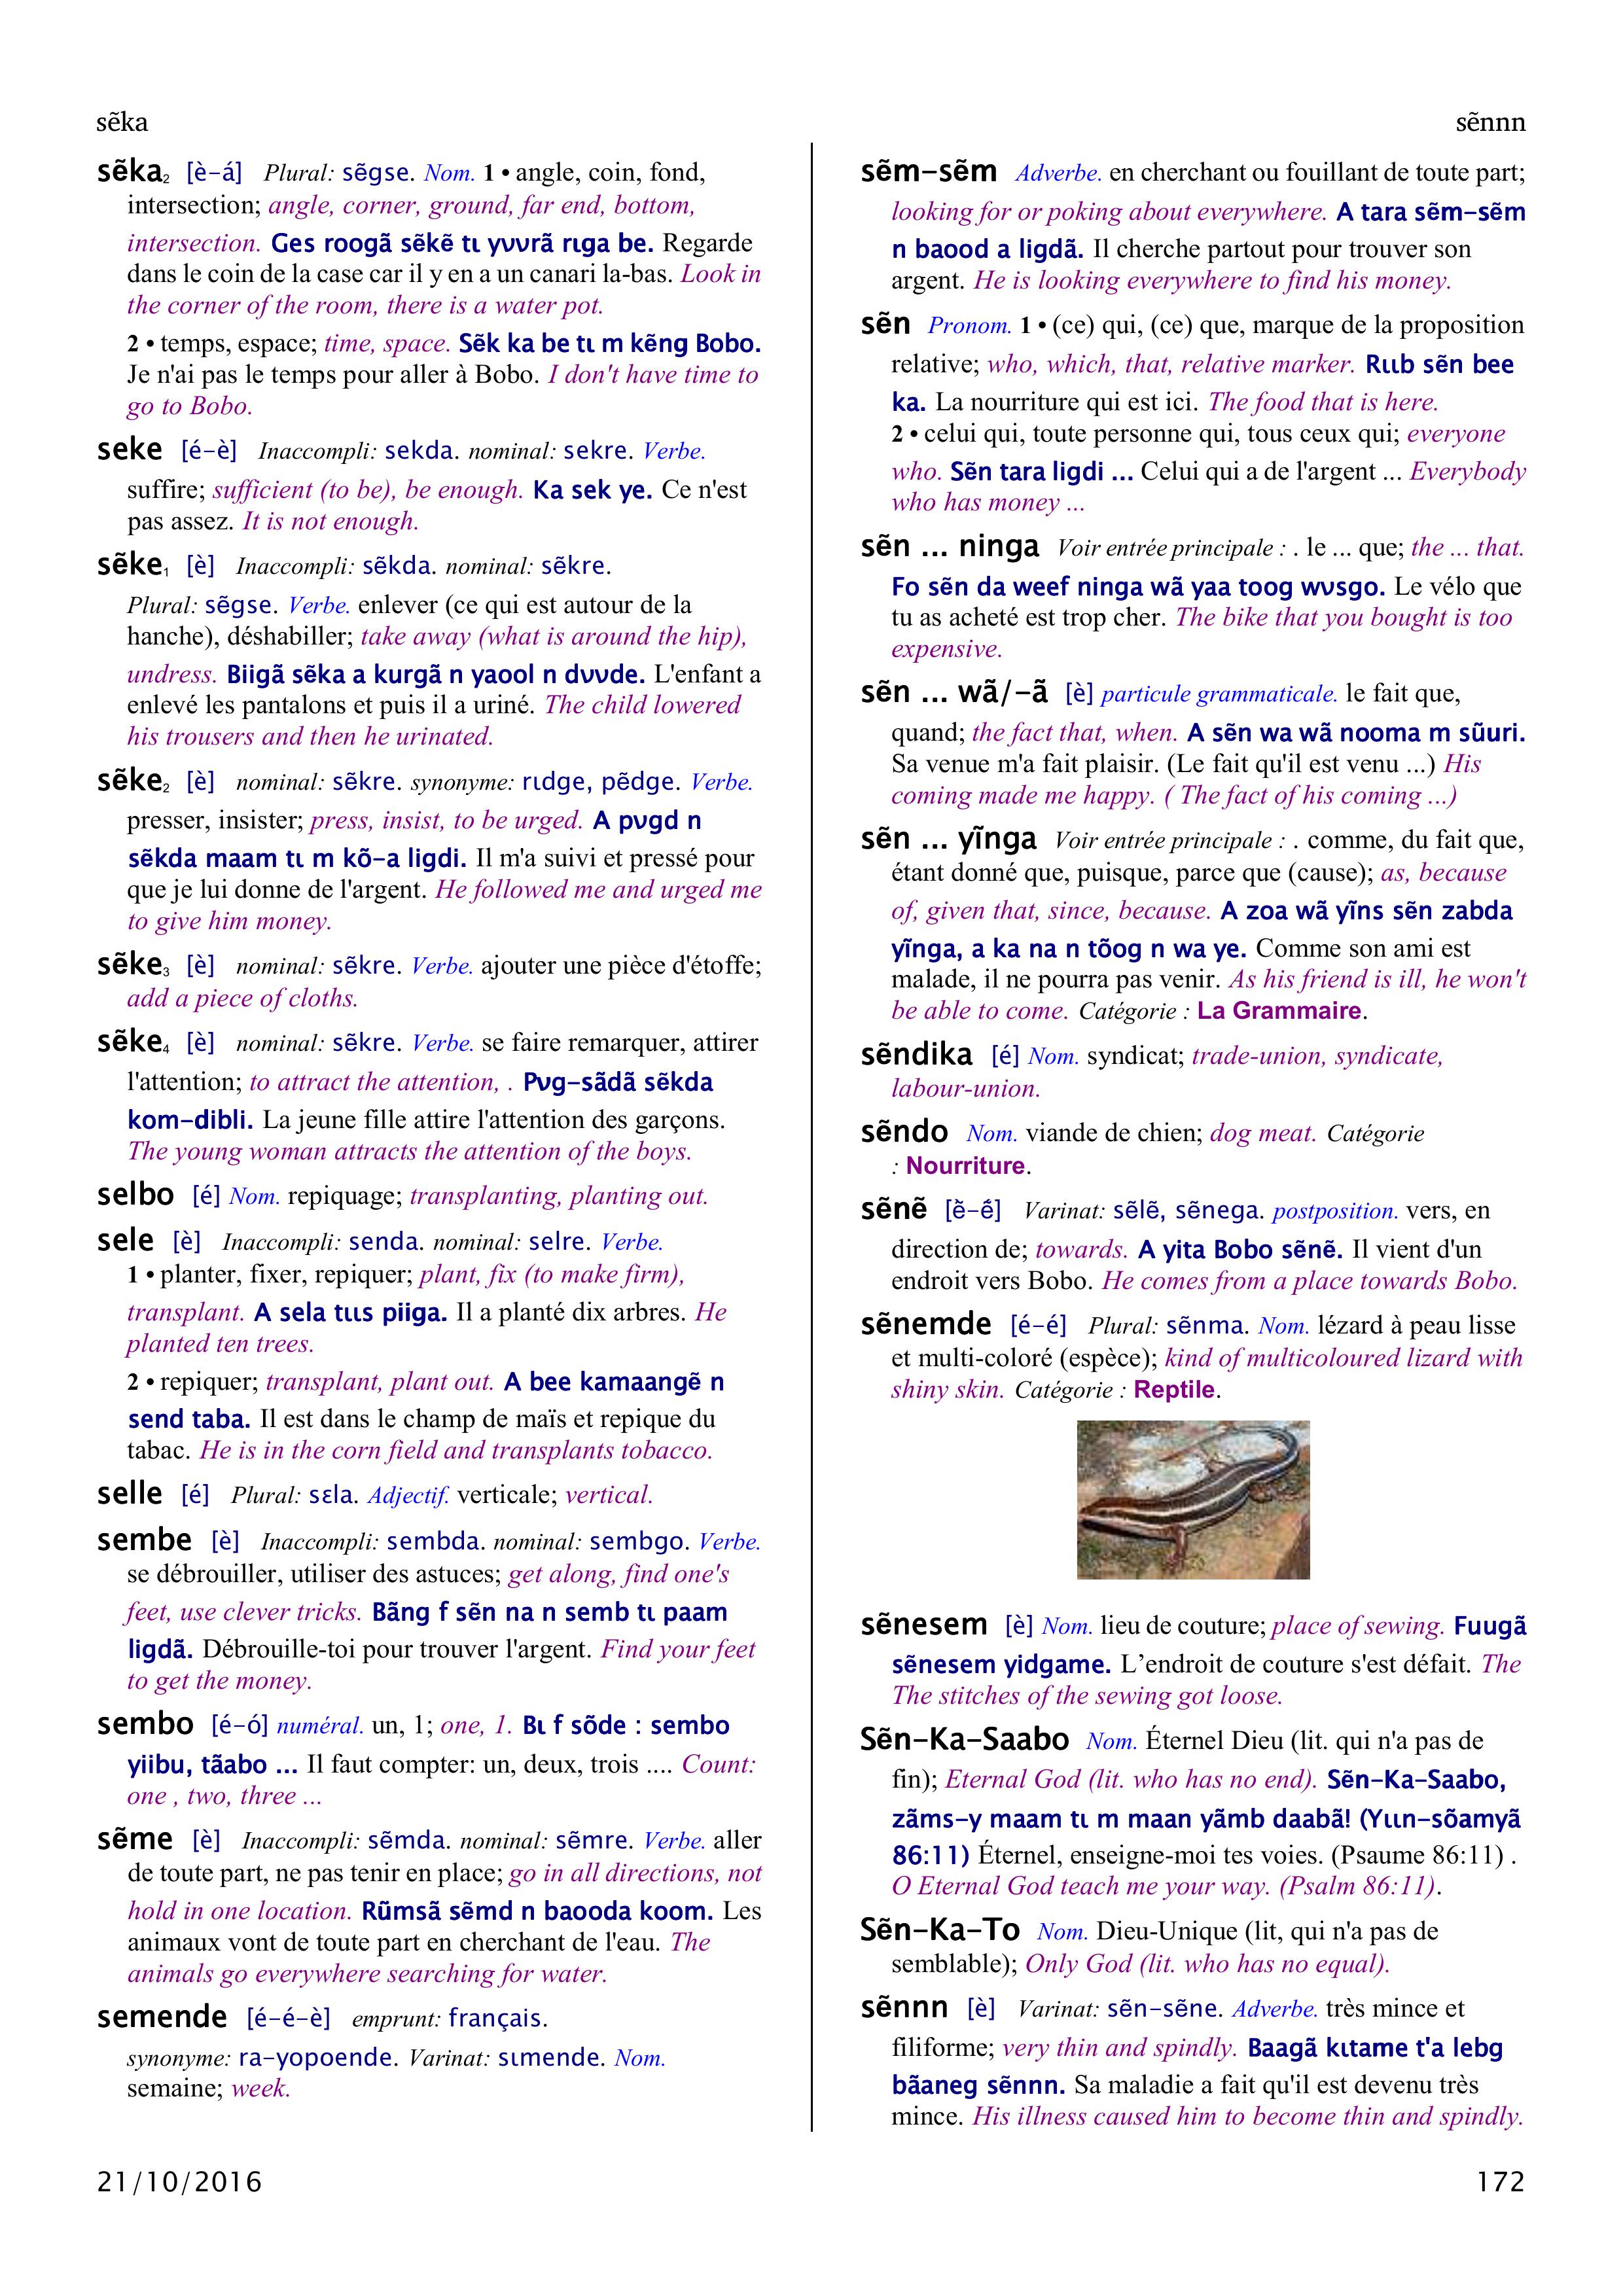 sẽka
sẽnnn
sẽka₂ [è-á] Plural: sẽgse. Nom. 1 • angle, coin, fond,
intersection; angle, corner, ground, far end, bottom,
intersection. Ges roogã sẽkẽ tɩ yʋʋrã rɩga be. Regarde
dans le coin de la case car il y en a un canari la-bas. Look in
the corner of the room, there is a water pot.
2 • temps, espace; time, space. Sẽk ka be tɩ m kẽng Bobo.
Je n'ai pas le temps pour aller à Bobo. I don't have time to
go to Bobo.
seke [é-è] Inaccompli: sekda. nominal: sekre. Verbe.
suffire; sufficient (to be), be enough. Ka sek ye. Ce n'est
pas assez. It is not enough.
sẽke₁ [è] Inaccompli: sẽkda. nominal: sẽkre.
Plural: sẽgse. Verbe. enlever (ce qui est autour de la
hanche), déshabiller; take away (what is around the hip),
undress. Biigã sẽka a kurgã n yaool n dʋʋde. L'enfant a
enlevé les pantalons et puis il a uriné. The child lowered
his trousers and then he urinated.
sẽke₂ [è] nominal: sẽkre. synonyme: rɩdge, pẽdge. Verbe.
presser, insister; press, insist, to be urged. A pʋgd n
sẽkda maam tɩ m kõ-a ligdi. Il m'a suivi et pressé pour
que je lui donne de l'argent. He followed me and urged me
to give him money.
sẽke₃ [è] nominal: sẽkre. Verbe. ajouter une pièce d'étoffe;
add a piece of cloths.
sẽke₄ [è] nominal: sẽkre. Verbe. se faire remarquer, attirer
l'attention; to attract the attention, . Pʋg-sãdã sẽkda
kom-dibli. La jeune fille attire l'attention des garçons.
The young woman attracts the attention of the boys.
selbo [é] Nom. repiquage; transplanting, planting out.
sele [è] Inaccompli: senda. nominal: selre. Verbe.
1 • planter, fixer, repiquer; plant, fix (to make firm),
transplant. A sela tɩɩs piiga. Il a planté dix arbres. He
planted ten trees.
2 • repiquer; transplant, plant out. A bee kamaangẽ n
send taba. Il est dans le champ de maïs et repique du
tabac. He is in the corn field and transplants tobacco.
selle [é] Plural: sɛla. Adjectif. verticale; vertical.
sembe [è] Inaccompli: sembda. nominal: sembgo. Verbe.
se débrouiller, utiliser des astuces; get along, find one's
feet, use clever tricks. Bãng f sẽn na n semb tɩ paam
ligdã. Débrouille-toi pour trouver l'argent. Find your feet
to get the money.
sembo [é-ó] numéral. un, 1; one, 1. Bɩ f sõde : sembo
yiibu, tãabo ... Il faut compter: un, deux, trois .... Count:
one , two, three ...
sẽme [è] Inaccompli: sẽmda. nominal: sẽmre. Verbe. aller
de toute part, ne pas tenir en place; go in all directions, not
hold in one location. Rũmsã sẽmd n baooda koom. Les
animaux vont de toute part en cherchant de l'eau. The
animals go everywhere searching for water.
semende [é-é-è] emprunt: français.
synonyme: ra-yopoende. Varinat: sɩmende. Nom.
semaine; week.
sẽm-sẽm Adverbe. en cherchant ou fouillant de toute part;
looking for or poking about everywhere. A tara sẽm-sẽm
n baood a ligdã. Il cherche partout pour trouver son
argent. He is looking everywhere to find his money.
sẽn Pronom. 1 • (ce) qui, (ce) que, marque de la proposition
relative; who, which, that, relative marker. Rɩɩb sẽn bee
ka. La nourriture qui est ici. The food that is here.
2 • celui qui, toute personne qui, tous ceux qui; everyone
who. Sẽn tara ligdi ... Celui qui a de l'argent ... Everybody
who has money ...
sẽn ... ninga Voir entrée principale : . le ... que; the ... that.
Fo sẽn da weef ninga wã yaa toog wʋsgo. Le vélo que
tu as acheté est trop cher. The bike that you bought is too
expensive.
sẽn ... wã/-ã [è] particule grammaticale. le fait que,
quand; the fact that, when. A sẽn wa wã nooma m sũuri.
Sa venue m'a fait plaisir. (Le fait qu'il est venu ...) His
coming made me happy. ( The fact of his coming ...)
sẽn ... yĩnga Voir entrée principale : . comme, du fait que,
étant donné que, puisque, parce que (cause); as, because
of, given that, since, because. A zoa wã yĩns sẽn zabda
yĩnga, a ka na n tõog n wa ye. Comme son ami est
malade, il ne pourra pas venir. As his friend is ill, he won't
be able to come. Catégorie : La Grammaire.
sẽndika [é] Nom. syndicat; trade-union, syndicate,
labour-union.
sẽndo Nom. viande de chien; dog meat. Catégorie
: Nourriture.
sẽnẽ [ẽ̀-ẽ́] Varinat: sẽlẽ, sẽnega. postposition. vers, en
direction de; towards. A yita Bobo sẽnẽ. Il vient d'un
endroit vers Bobo. He comes from a place towards Bobo.
sẽnemde [é-é] Plural: sẽnma. Nom. lézard à peau lisse
et multi-coloré (espèce); kind of multicoloured lizard with
shiny skin. Catégorie : Reptile.
sẽnesem [è] Nom. lieu de couture; place of sewing. Fuugã
sẽnesem yidgame. L’endroit de couture s'est défait. The
The stitches of the sewing got loose.
Sẽn-Ka-Saabo Nom. Éternel Dieu (lit. qui n'a pas de
fin); Eternal God (lit. who has no end). Sẽn-Ka-Saabo,
zãms-y maam tɩ m maan yãmb daabã! (Yɩɩn-sõamyã
86:11) Éternel, enseigne-moi tes voies. (Psaume 86:11) .
O Eternal God teach me your way. (Psalm 86:11).
Sẽn-Ka-To Nom. Dieu-Unique (lit, qui n'a pas de
semblable); Only God (lit. who has no equal).
sẽnnn [è] Varinat: sẽn-sẽne. Adverbe. très mince et
filiforme; very thin and spindly. Baagã kɩtame t'a lebg
bãaneg sẽnnn. Sa maladie a fait qu'il est devenu très
mince. His illness caused him to become thin and spindly.
21/10/2016
172